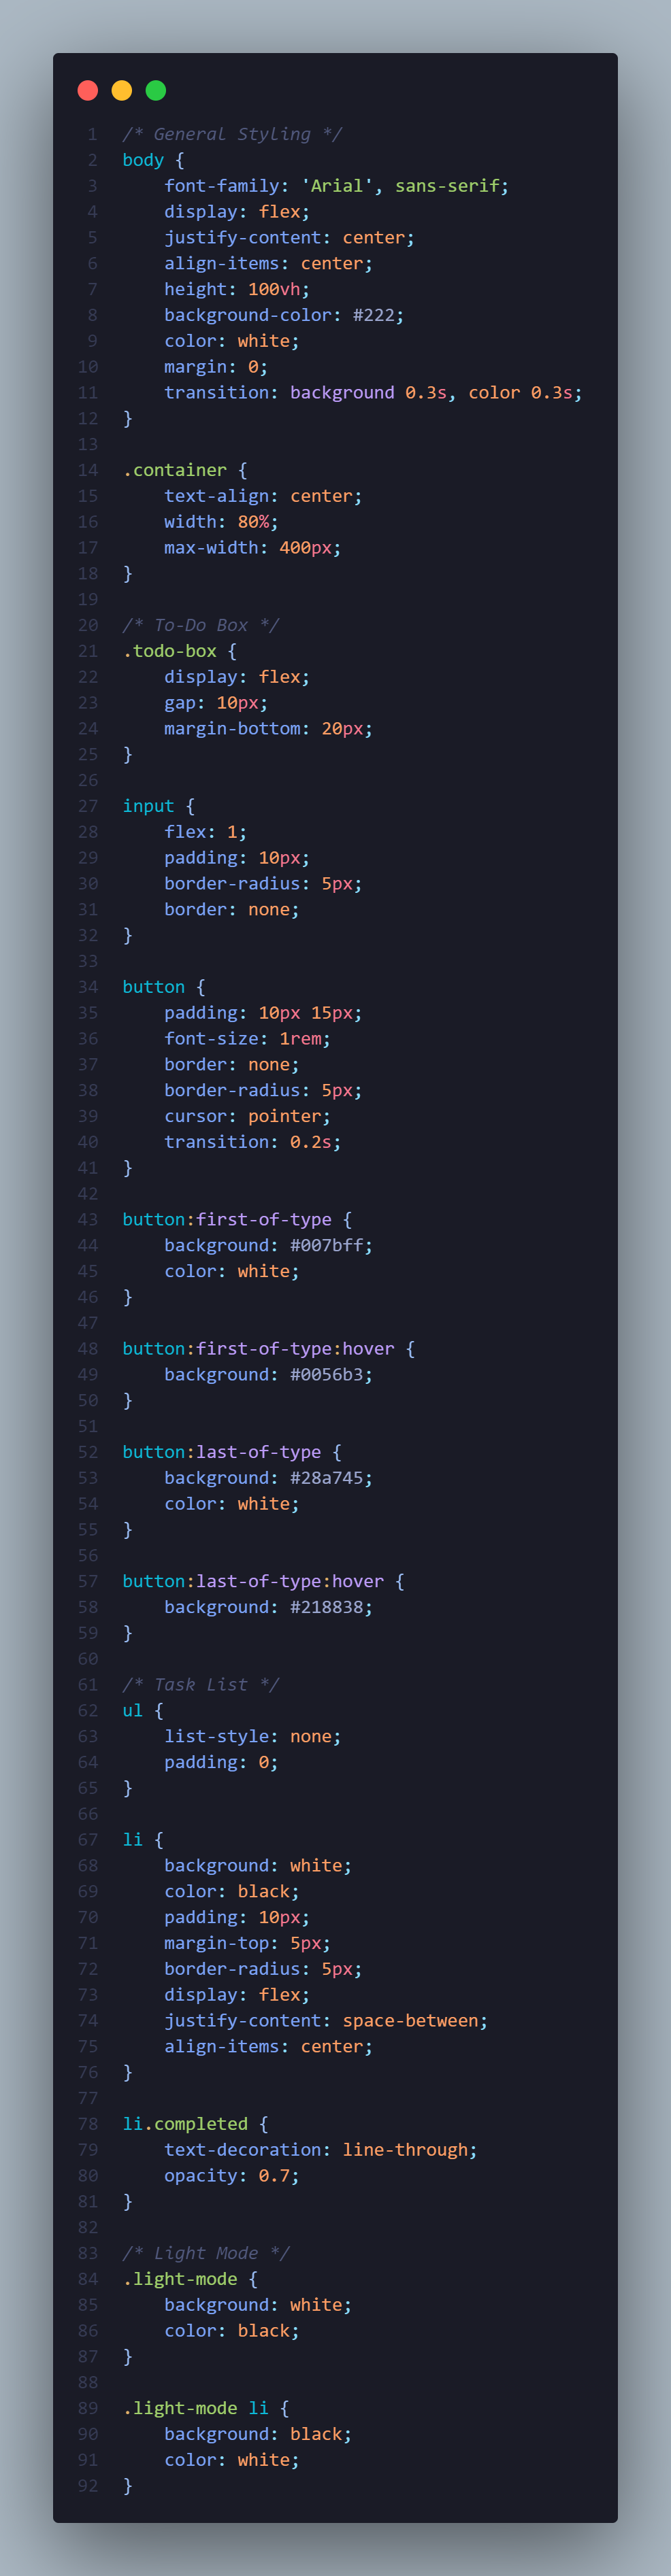 1 /* General Styling */
2 body {
3     font-family: 'Arial', sans-serif;
4     display: flex;
5     justify-content: center;
6     align-items: center;
7     height: 100vh;
8     background-color: #222;
9     color: white;
10     margin: 0;
11     transition: background 0.3s, color 0.3s;
12 }
13
14 .container {
15     text-align: center;
16     width: 80%;
17     max-width: 400px;
18 }
19
20 /* To-Do Box */
21 .todo-box {
22     display: flex;
23     gap: 10px;
24     margin-bottom: 20px;
25 }
26
27 input {
28     flex: 1;
29     padding: 10px;
30     border-radius: 5px;
31     border: none;
32 }
33
34 button {
35     padding: 10px 15px;
36     font-size: 1rem;
37     border: none;
38     border-radius: 5px;
39     cursor: pointer;
40     transition: 0.2s;
41 }
42
43 button:first-of-type {
44     background: #007bff;
45     color: white;
46 }
47
48 button:first-of-type:hover {
49     background: #0056b3;
50 }
51
52 button:last-of-type {
53     background: #28a745;
54     color: white;
55 }
56
57 button:last-of-type:hover {
58     background: #218838;
59 }
60
61 /* Task List */
62 ul {
63     list-style: none;
64     padding: 0;
65 }
66
67 li {
68     background: white;
69     color: black;
70     padding: 10px;
71     margin-top: 5px;
72     border-radius: 5px;
73     display: flex;
74     justify-content: space-between;
75     align-items: center;
76 }
77
78 li.completed {
79     text-decoration: line-through;
80     opacity: 0.7;
81 }
82
83 /* Light Mode */
84 .light-mode {
85     background: white;
86     color: black;
87 }
88
89 .light-mode li {
90     background: black;
91     color: white;
92 }